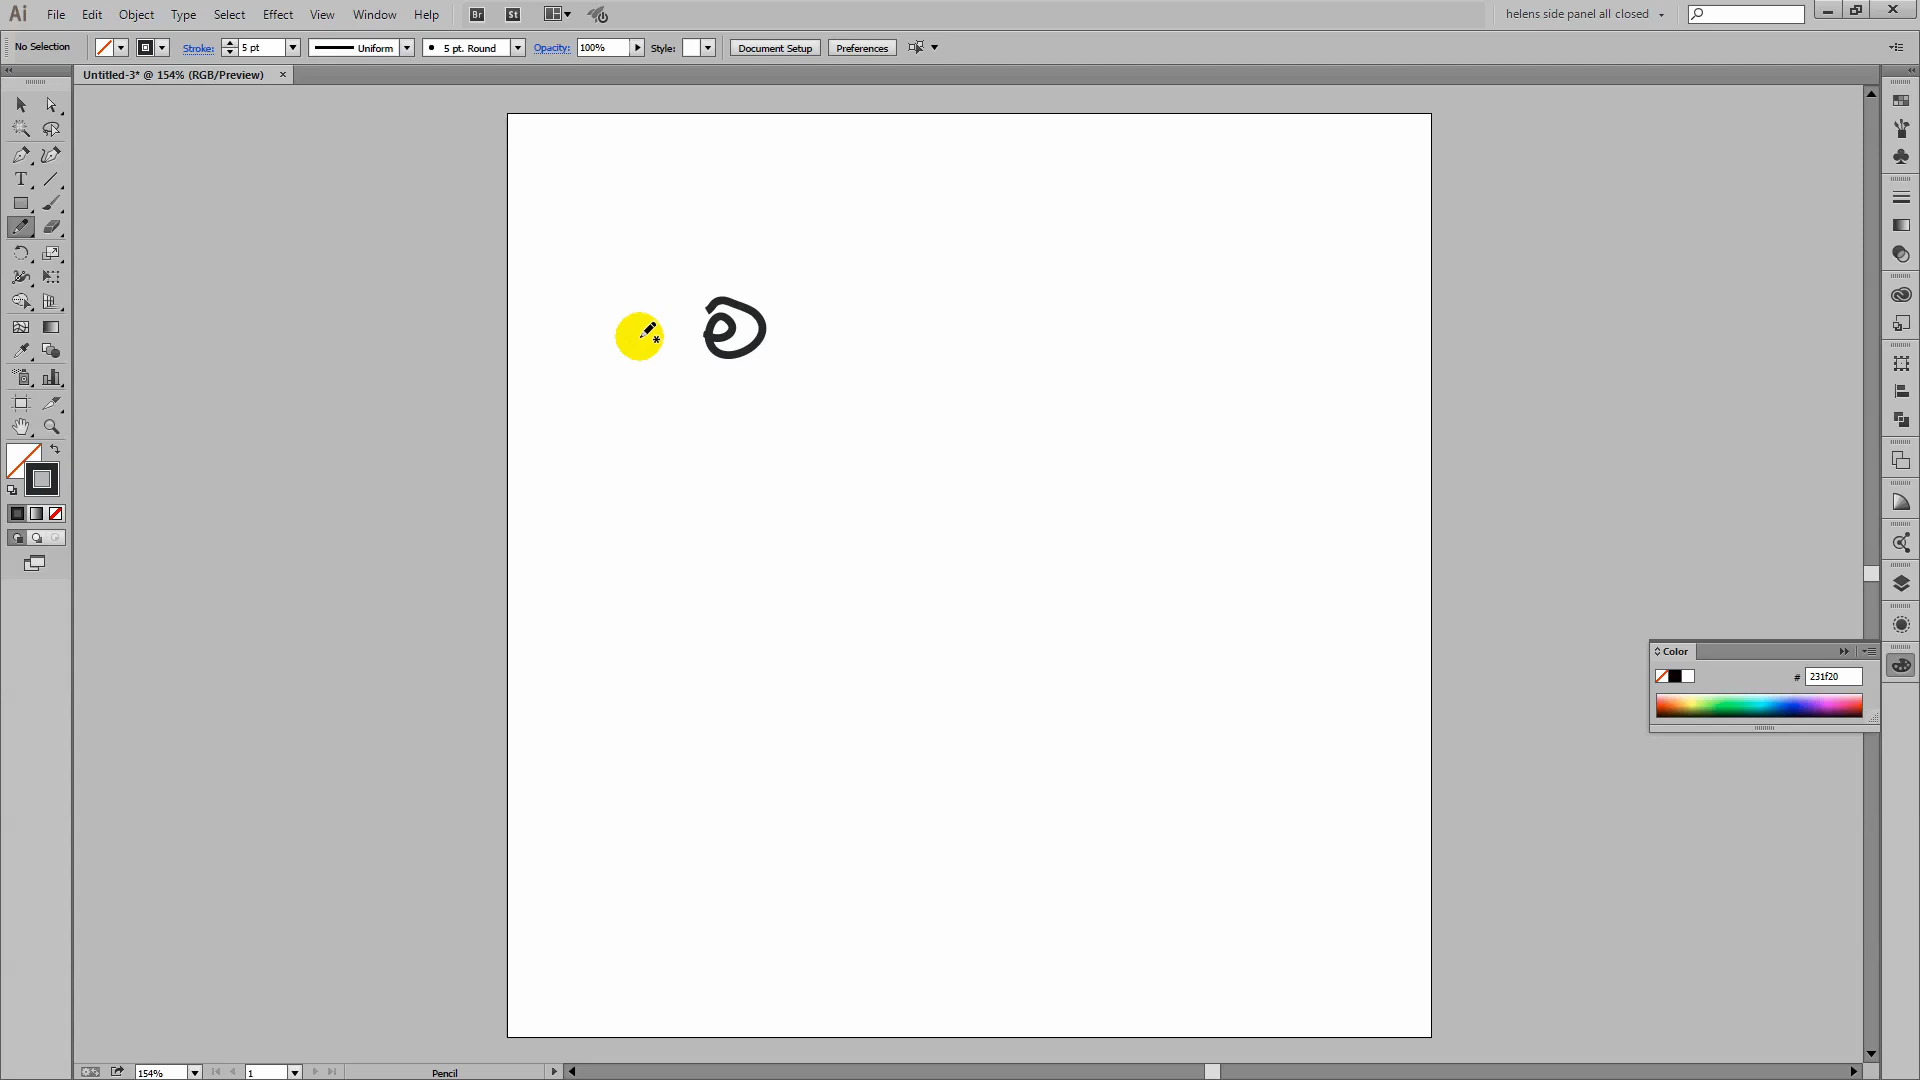 Ai File Edit Object Type Select Effect View Window Help Br St helens side panel all closed
No Selection Stroke: 5 pt Uniform 5 pt. Round Opacity: 100% Style: Document Setup Preferences
Untitled-3* @ 154% (RGB/Preview) ×
T
Color
# 231f20
154% 1 Pencil